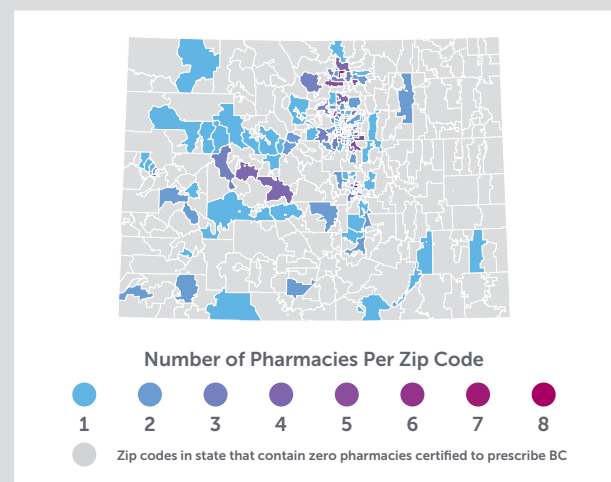 Number of Pharmacies Per Zip Code
1 2 3 4 5 6 7 8
Zip codes in state that contain zero pharmacies certified to prescribe BC